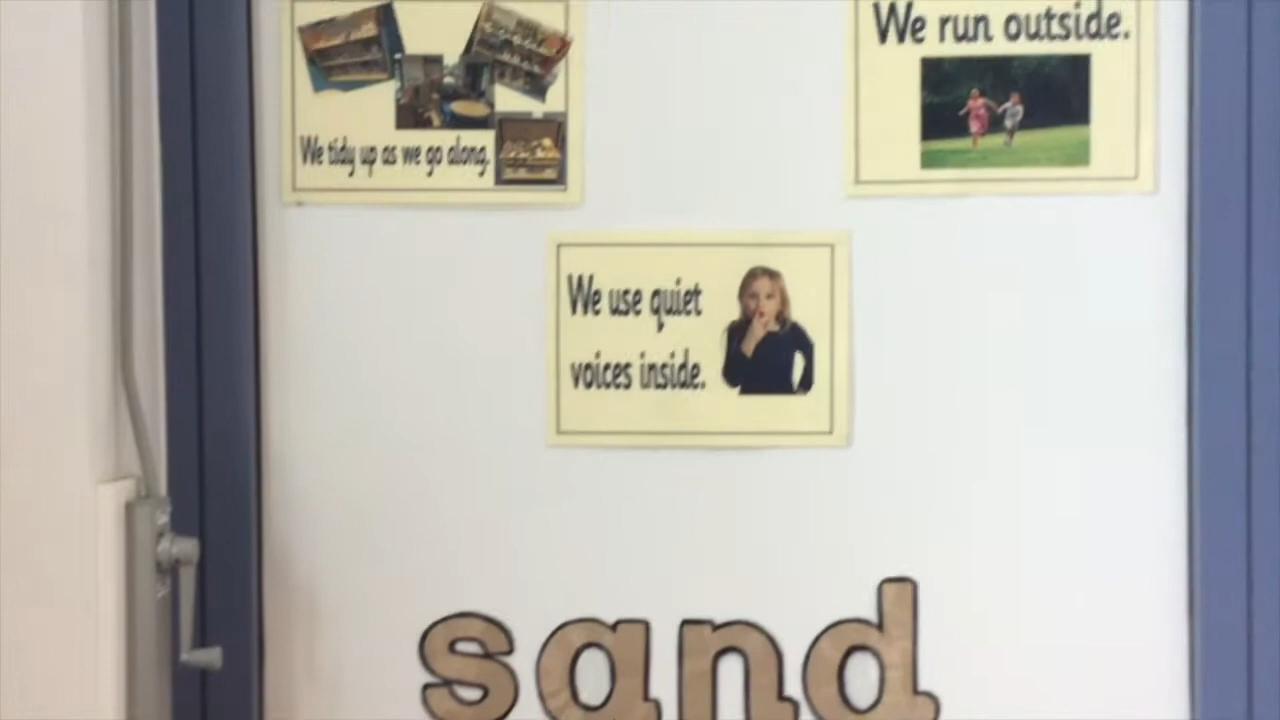 We tidy up as we go along.
We run outside.
We use quiet
voices inside.
sand